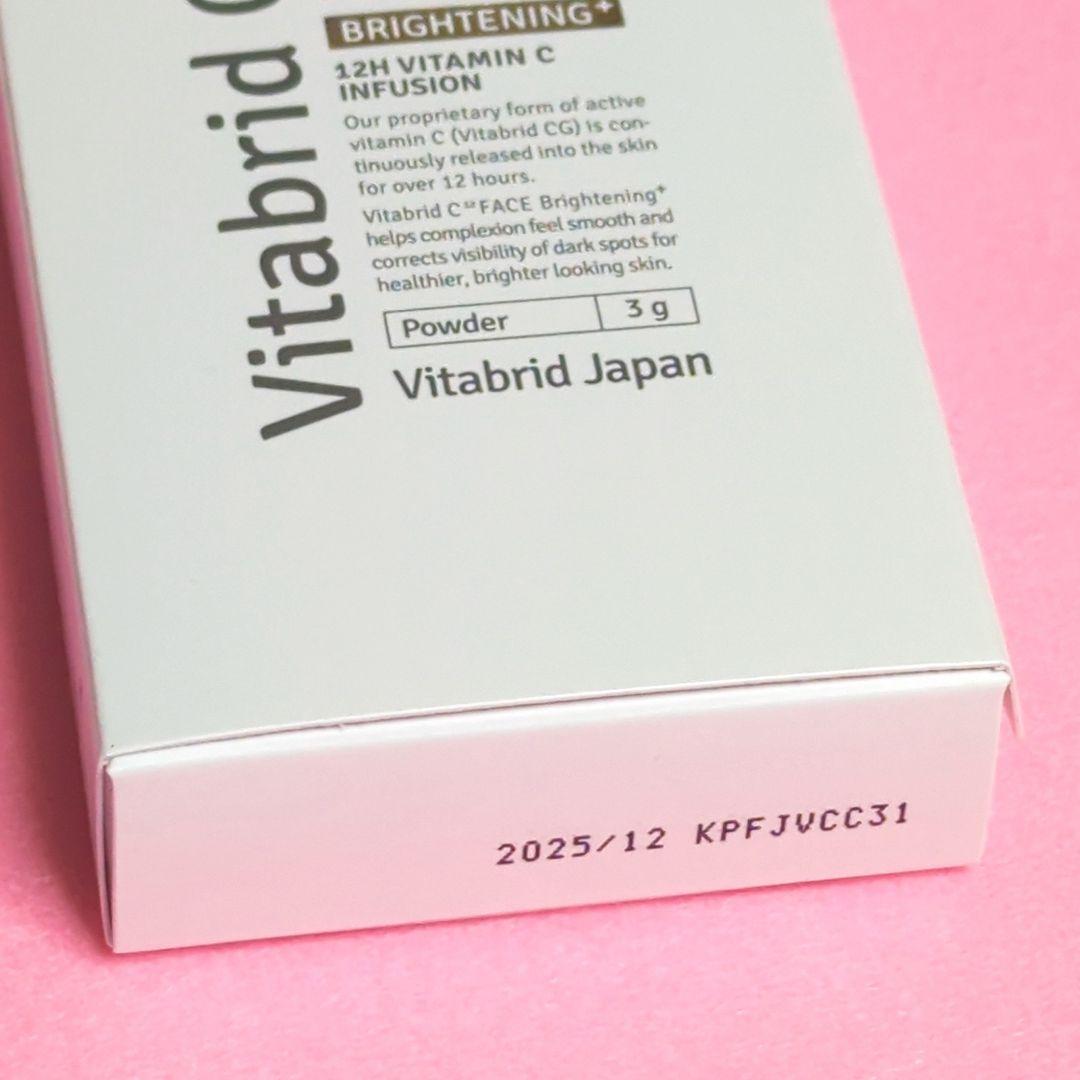 Vitabrid C
BRIGHTENING+
12H VITAMIN C
INFUSION
Our proprietary form of active
vitamin C (Vitabrid CG) is con-
tinuously released into the skin
for over 12 hours.
Vitabrid C¹² FACE Brightening+
helps complexion feel smooth and
corrects visibility of dark spots for
healthier, brighter looking skin.
Powder 3 g
Vitabrid Japan
2025/12 KPFJVCC31